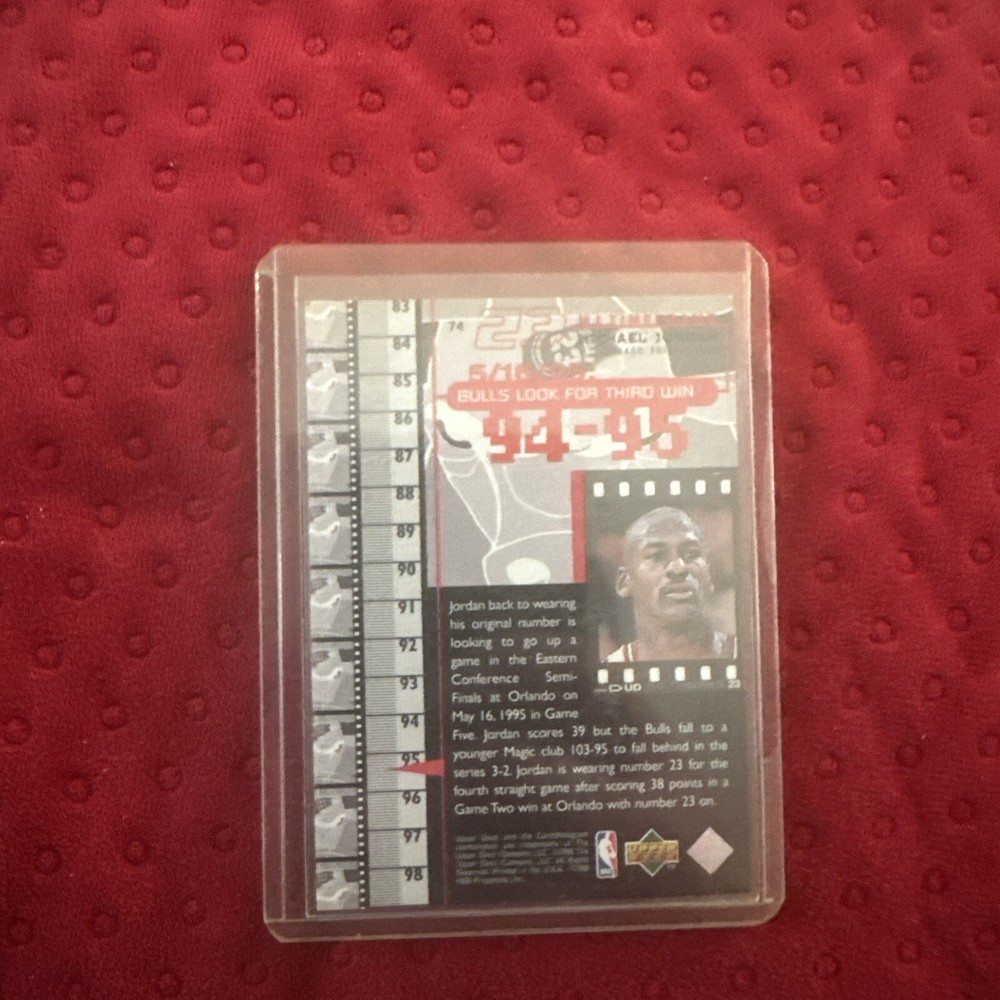 83
84
85
86
87
88
89
90
91
92
93
94
95
96
97
98
74
23
BULLS LOOK FOR THIRD WIN
94-95
Jordan back to wearing
his original number is
looking to go up a
game in the Eastern
Conference Semi-
Finals at Orlando on
May 16, 1995 in Game
Five. Jordan scores 39 but the Bulls fall to a
younger Magic club 103-95 to fall behind in the
series 3-2. Jordan is wearing number 23 for the
fourth straight game after scoring 38 points in a
Game Two win at Orlando with number 23 on.
UD
23